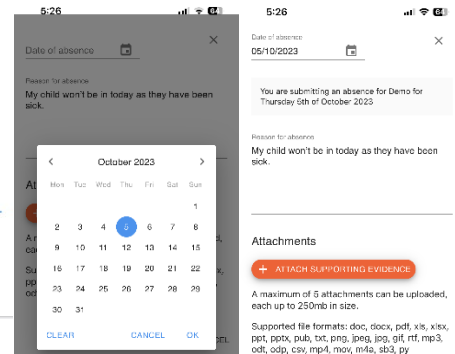 5:26
64
Date of absence
Reason for absence
My child won't be in today as they have been
sick.
October 2023
Mon Tue Wed Thu Fri Sat Sun
1
2 3 4 5 6 7 8
9 10 11 12 13 14 15
16 17 18 19 20 21 22
23 24 25 26 27 28 29
30 31
CLEAR CANCEL OK
5:26
64
Date of absence
05/10/2023
You are submitting an absence for Demo for
Thursday 5th of October 2023
Reason for absence
My child won't be in today as they have been
sick.
Attachments
+ ATTACH SUPPORTING EVIDENCE
A maximum of 5 attachments can be uploaded,
each up to 250mb in size.
Supported file formats: doc, docx, pdf, xls, xlsx,
ppt, pptx, pub, txt, png, jpeg, jpg, gif, rtf, mp3,
odt, odp, csv, mp4, mov, m4a, sb3, py